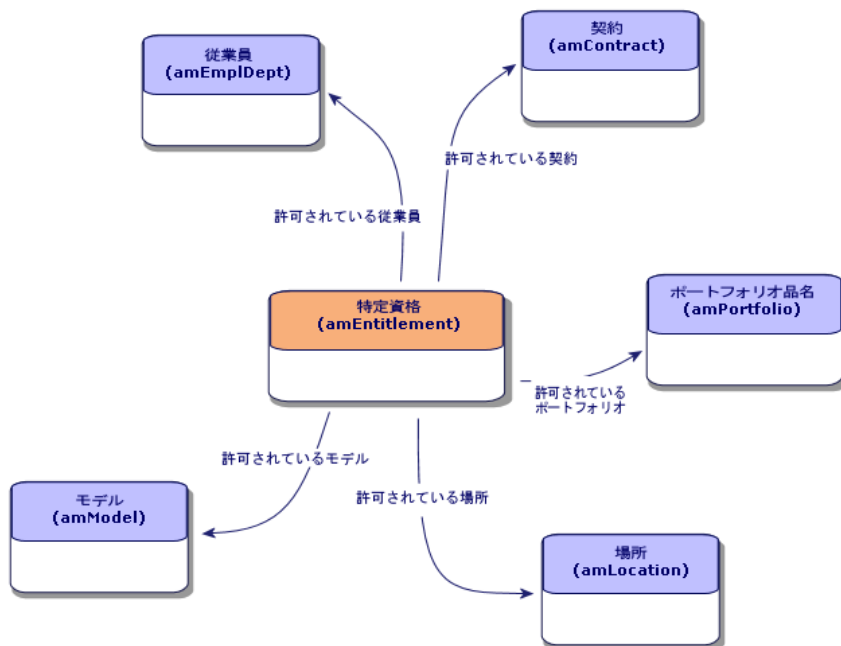 契約
(amContract)
従業員
(amEmplDept)
許可されている契約
許可されている従業員
特定資格
(amEntitlement)
ポートフォリオ品名
(amPortfolio)
許可されている
ポートフォリオ
許可されているモデル
許可されている場所
モデル
(amModel)
場所
(amLocation)